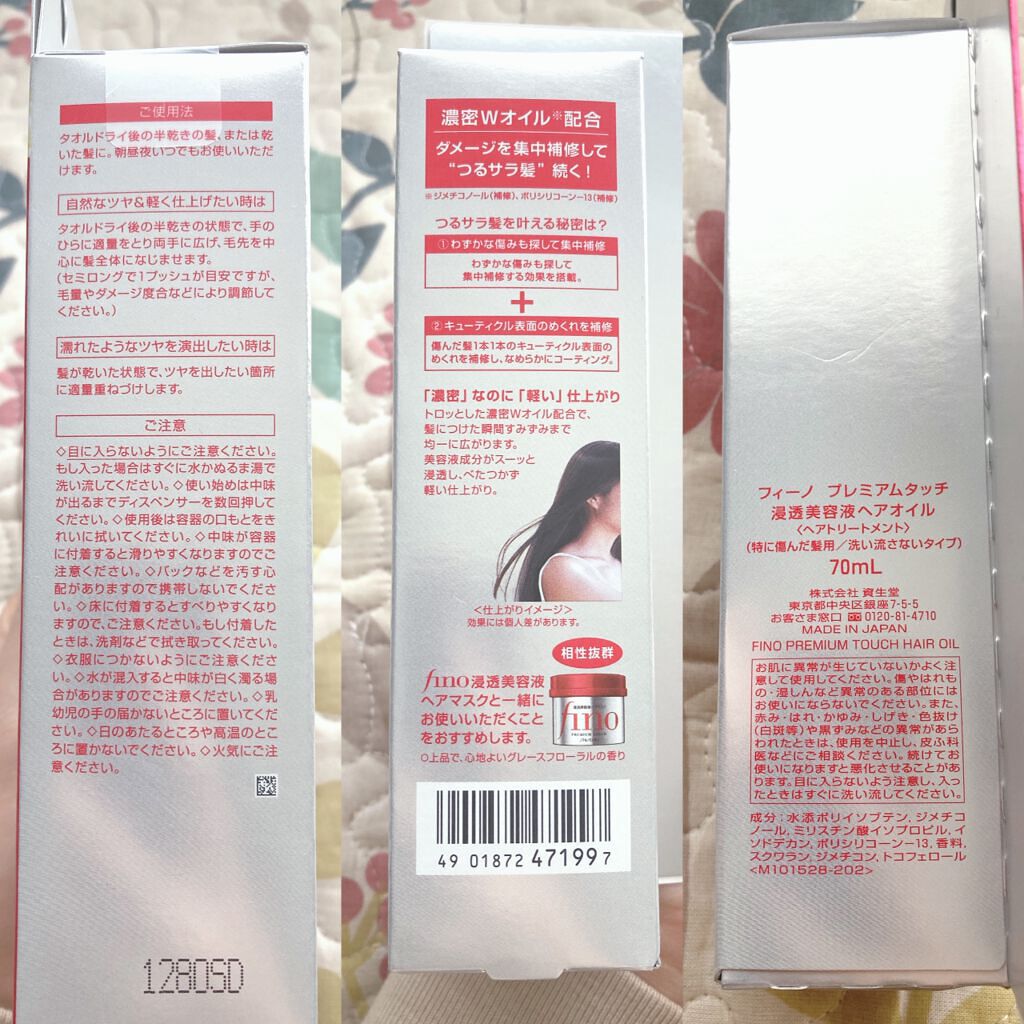 ご使用法
タオルドライ後の半乾きの髪、または乾
いた髪に。朝昼夜いつでもお使いいただ
けます。
自然なツヤ&軽く仕上げたい時は
タオルドライ後の半乾きの状態で、手の
ひらに適量をとり両手に広げ、毛先を中
心に髪全体になじませます。
(セミロングで1プッシュが目安ですが、
毛量やダメージ度合などにより調節して
ください。)
濡れたようなツヤを演出したい時は
髪が乾いた状態で、ツヤを出したい箇所
に適量重ねづけします。
ご注意
◇目に入らないようにご注意ください。
もし入った場合はすぐに水かぬるま湯で
洗い流してください。◇使い始めは中味
が出るまでディスペンサーを数回押して
ください。◇使用後は容器の口もとをき
れいに拭いてください。◇中味が容器
に付着すると滑りやすくなりますのでご
注意ください。◇バックなどを汚す心
配がありますので携帯しないでくださ
い。◇床に付着するとすべりやすくなり
ますので、ご注意ください。もし付着した
ときは、洗剤などで拭き取ってください。
◇衣服につかないようにご注意くださ
い。◇水が混入すると中味が白く濁る場
合がありますのでご注意ください。◇乳
幼児の手の届かないところに置いてくだ
さい。◇日のあたるところや高温のとこ
ろに置かないでください。◇火気にご注
意ください。
1280SD
濃密Wオイル※配合
ダメージを集中補修して
“つるサラ髪” 続く!
※ジメチコノール(補修)、ポリシリコーン-13(補修)
つるサラ髪を叶える秘密は?
①わずかな傷みも探して集中補修
わずかな傷みも探して
集中補修する効果を搭載。
+
②キューティクル表面のめくれを補修
傷んだ髪1本1本のキューティクル表面の
めくれを補修し、なめらかにコーティング。
「濃密」なのに「軽い」仕上がり
トロッとした濃密Wオイル配合で、
髪につけた瞬間すみずみまで
均一に広がります。
美容液成分がスーッと
浸透し、べたつかず
軽い仕上がり。
<仕上がりイメージ>
効果には個人差があります。
相性抜群
fino浸透美容液
ヘアマスクと一緒に
お使いいただくこと
をおすすめします。
fino
○上品で、心地よいグレースフローラルの香り
49 01872 471997
フィーノ プレミアムタッチ
浸透美容液ヘアオイル
<ヘアトリートメント>
(特に傷んだ髪用/洗い流さないタイプ)
70mL
株式会社 資生堂
東京都中央区銀座7-5-5
お客さま窓口 0120-81-4710
MADE IN JAPAN
FINO PREMIUM TOUCH HAIR OIL
お肌に異常が生じていないかよく注
意して使用してください。傷やはれも
の・湿しんなど異常のある部位には
お使いにならないでください。また、
赤み・はれ・かゆみ・しげき・色抜け
(白斑等)や黒ずみなどの異常があら
われたときは、使用を中止し、皮ふ科
医などにご相談ください。続けてお
使いになりますと悪化させることがあ
ります。目に入らないよう注意し、入っ
たときはすぐに洗い流してください。
成分:水添ポリイソブテン, ジメチコ
ノール, ミリスチン酸イソプロピル, イ
ソドデカン, ポリシリコーン-13, 香料,
スクワラン, ジメチコン, トコフェロール
<M101528-202>